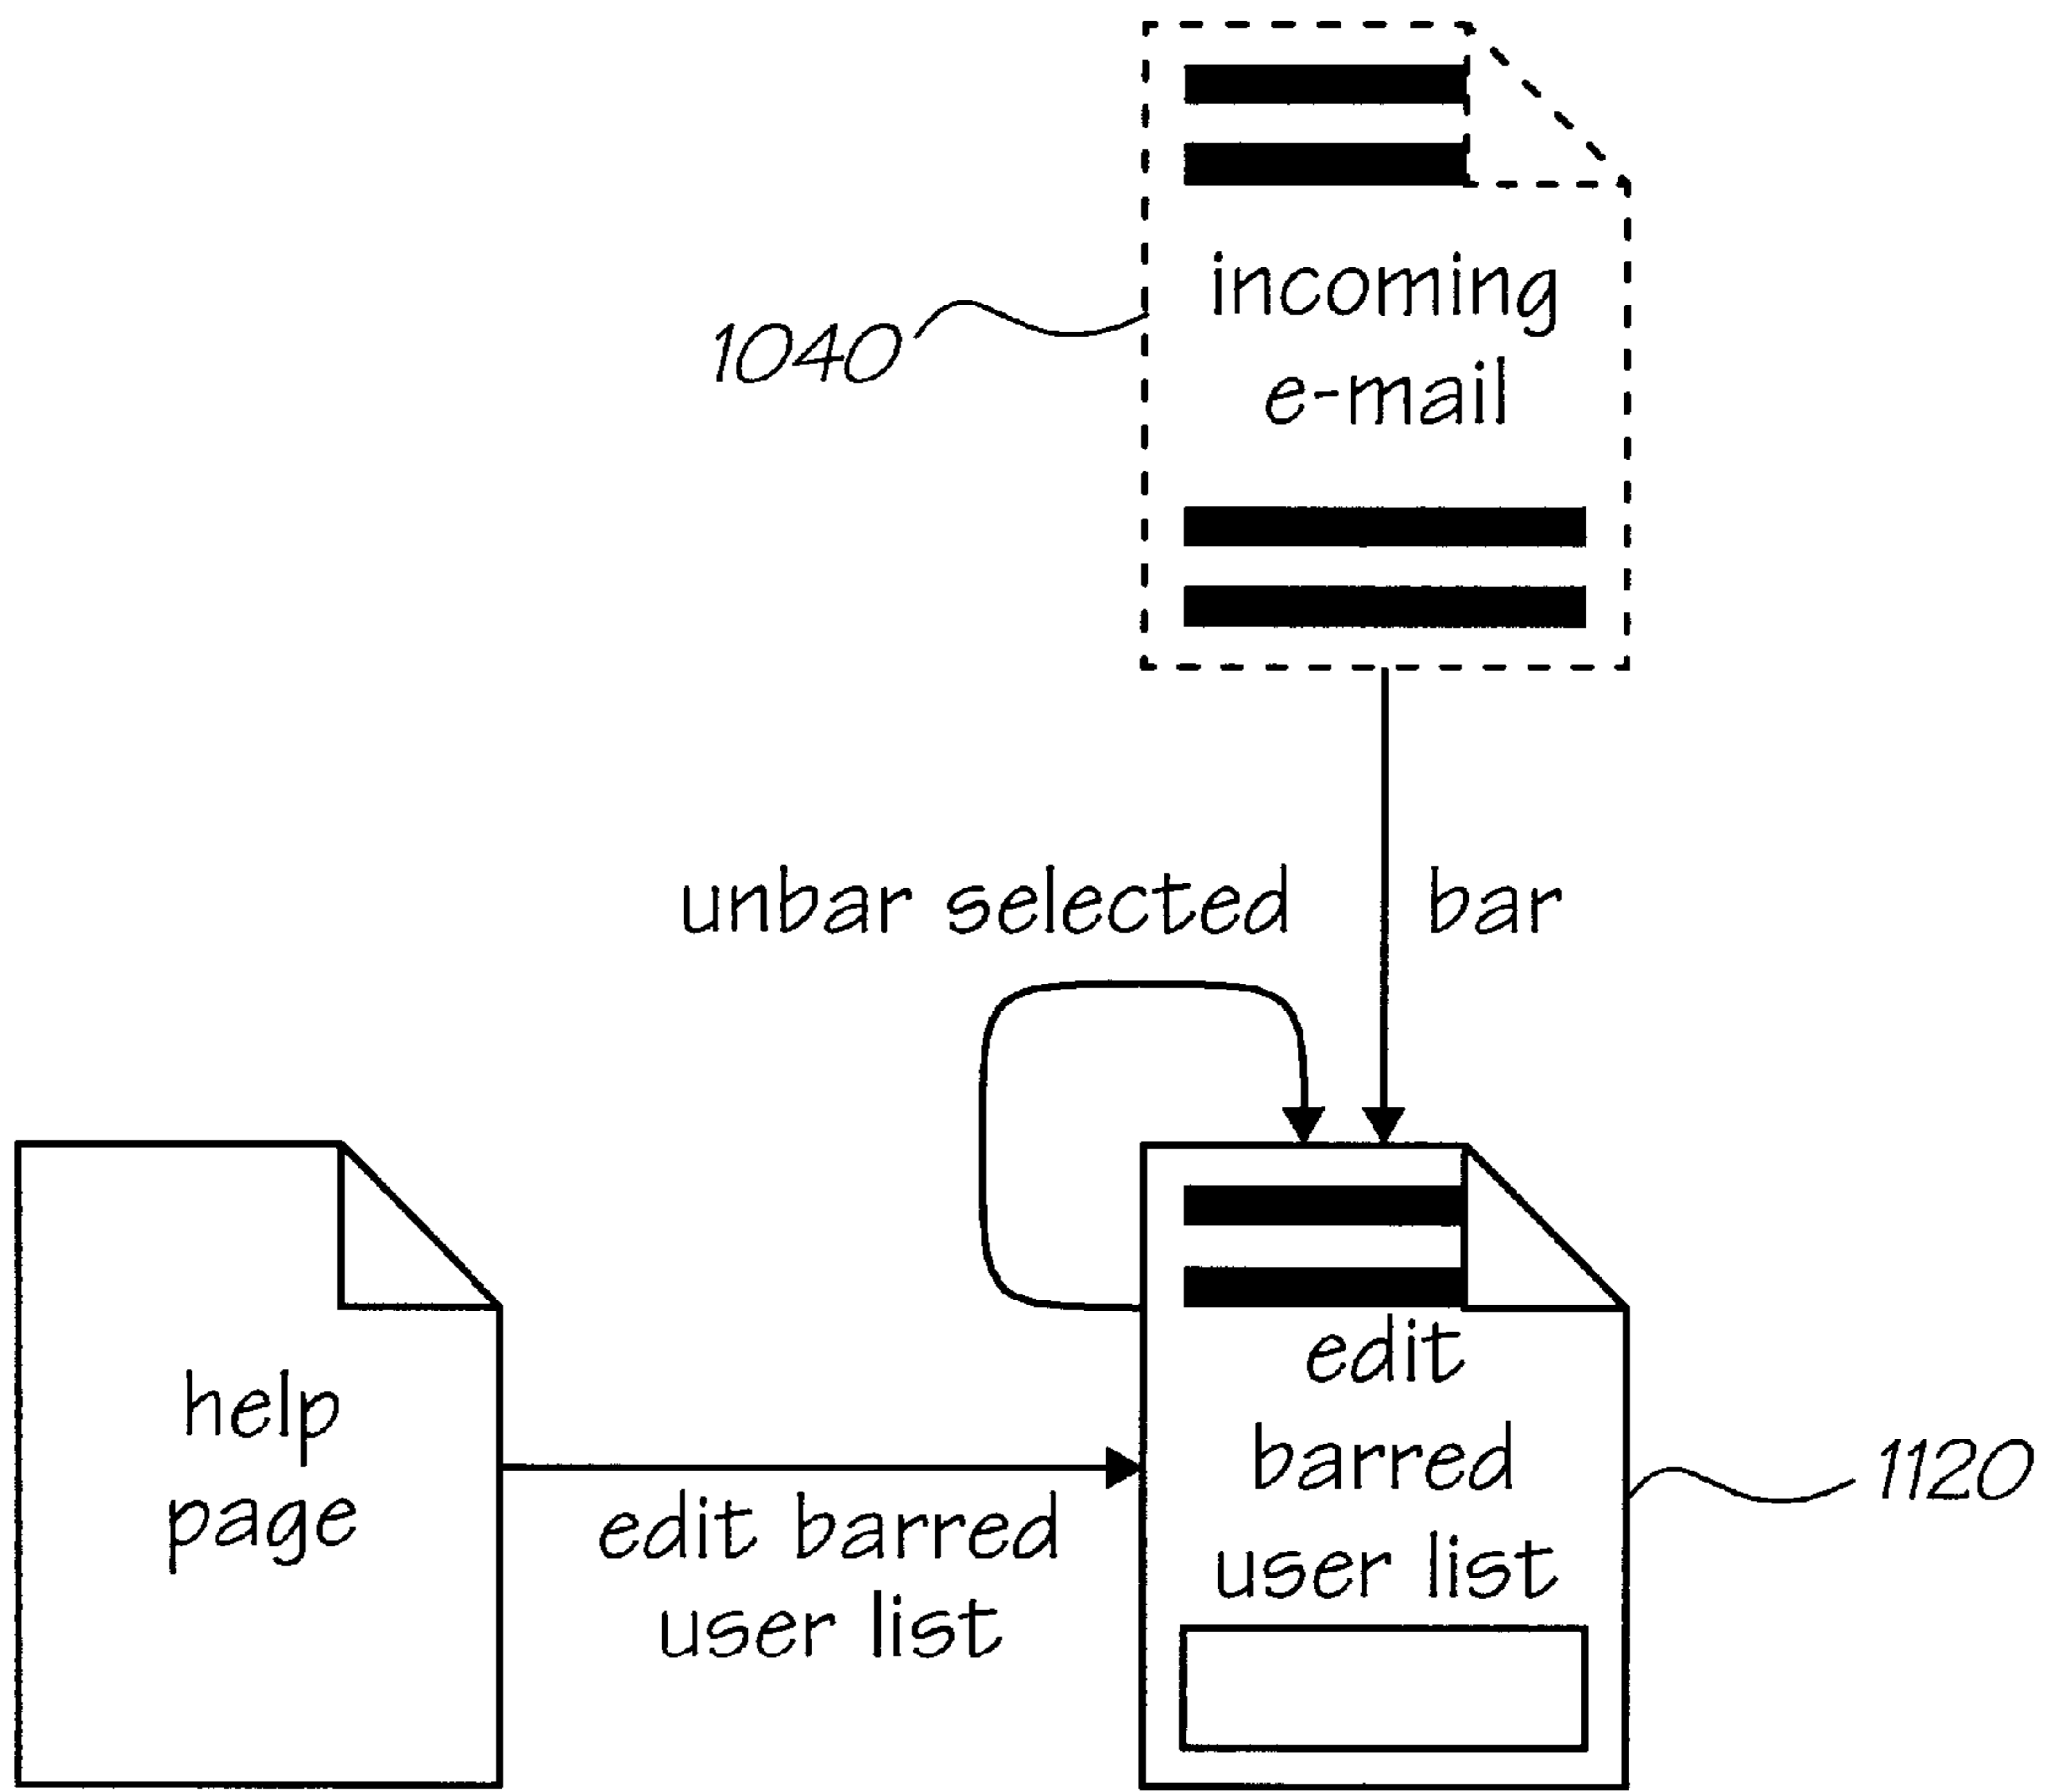 incoming
e-mail
1040
unbar selected
bar
help
page
edit barred
user list
edit
barred
user list
1120